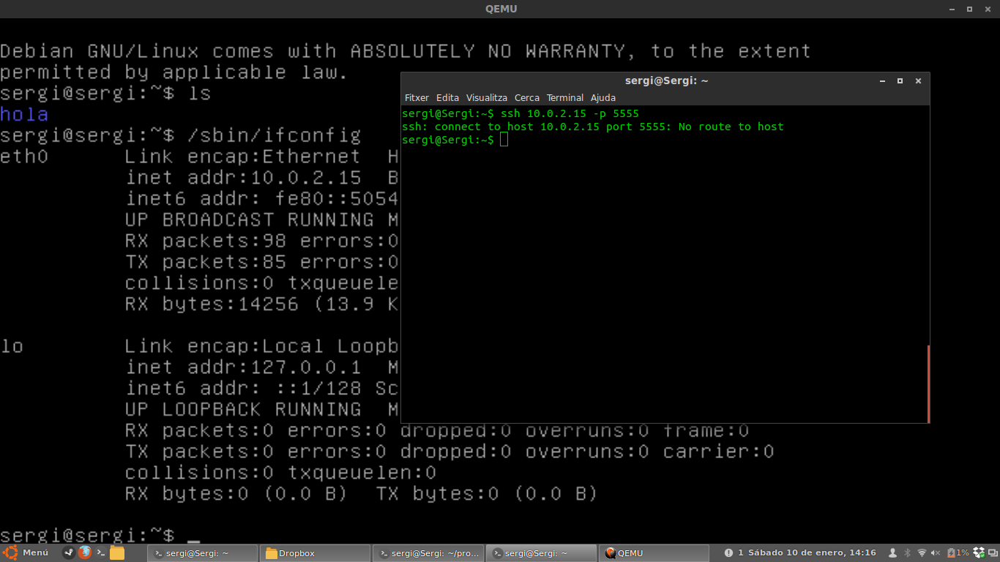 QEMU
Debian GNU/Linux comes with ABSOLUTELY NO WARRANTY, to the extent
permitted by applicable law.
sergi@sergi:~$ ls
hola
sergi@sergi:~$ /sbin/ifconfig
eth0 Link encap:Ethernet H
inet addr:10.0.2.15 B
inet6 addr: fe80::5054
UP BROADCAST RUNNING M
RX packets:98 errors:0
TX packets:85 errors:0
collisions:0 txqueuele
RX bytes:14256 (13.9 K
lo Link encap:Local Loopb
inet addr:127.0.0.1 M
inet6 addr: ::1/128 Sc
UP LOOPBACK RUNNING M
RX packets:0 errors:0 dropped:0 overruns:0 frame:0
TX packets:0 errors:0 dropped:0 overruns:0 carrier:0
collisions:0 txqueuelen:0
RX bytes:0 (0.0 B) TX bytes:0 (0.0 B)
sergi@sergi:~$ _
sergi@Sergi: ~
Fitxer Edita Visualitza Cerca Terminal Ajuda
sergi@Sergi:~$ ssh 10.0.2.15 -p 5555
ssh: connect to host 10.0.2.15 port 5555: No route to host
sergi@Sergi:~$
Menú sergi@Sergi: ~ Dropbox sergi@Sergi: ~/pro... sergi@Sergi: ~ QEMU 1 Sábado 10 de enero, 14:16 1%